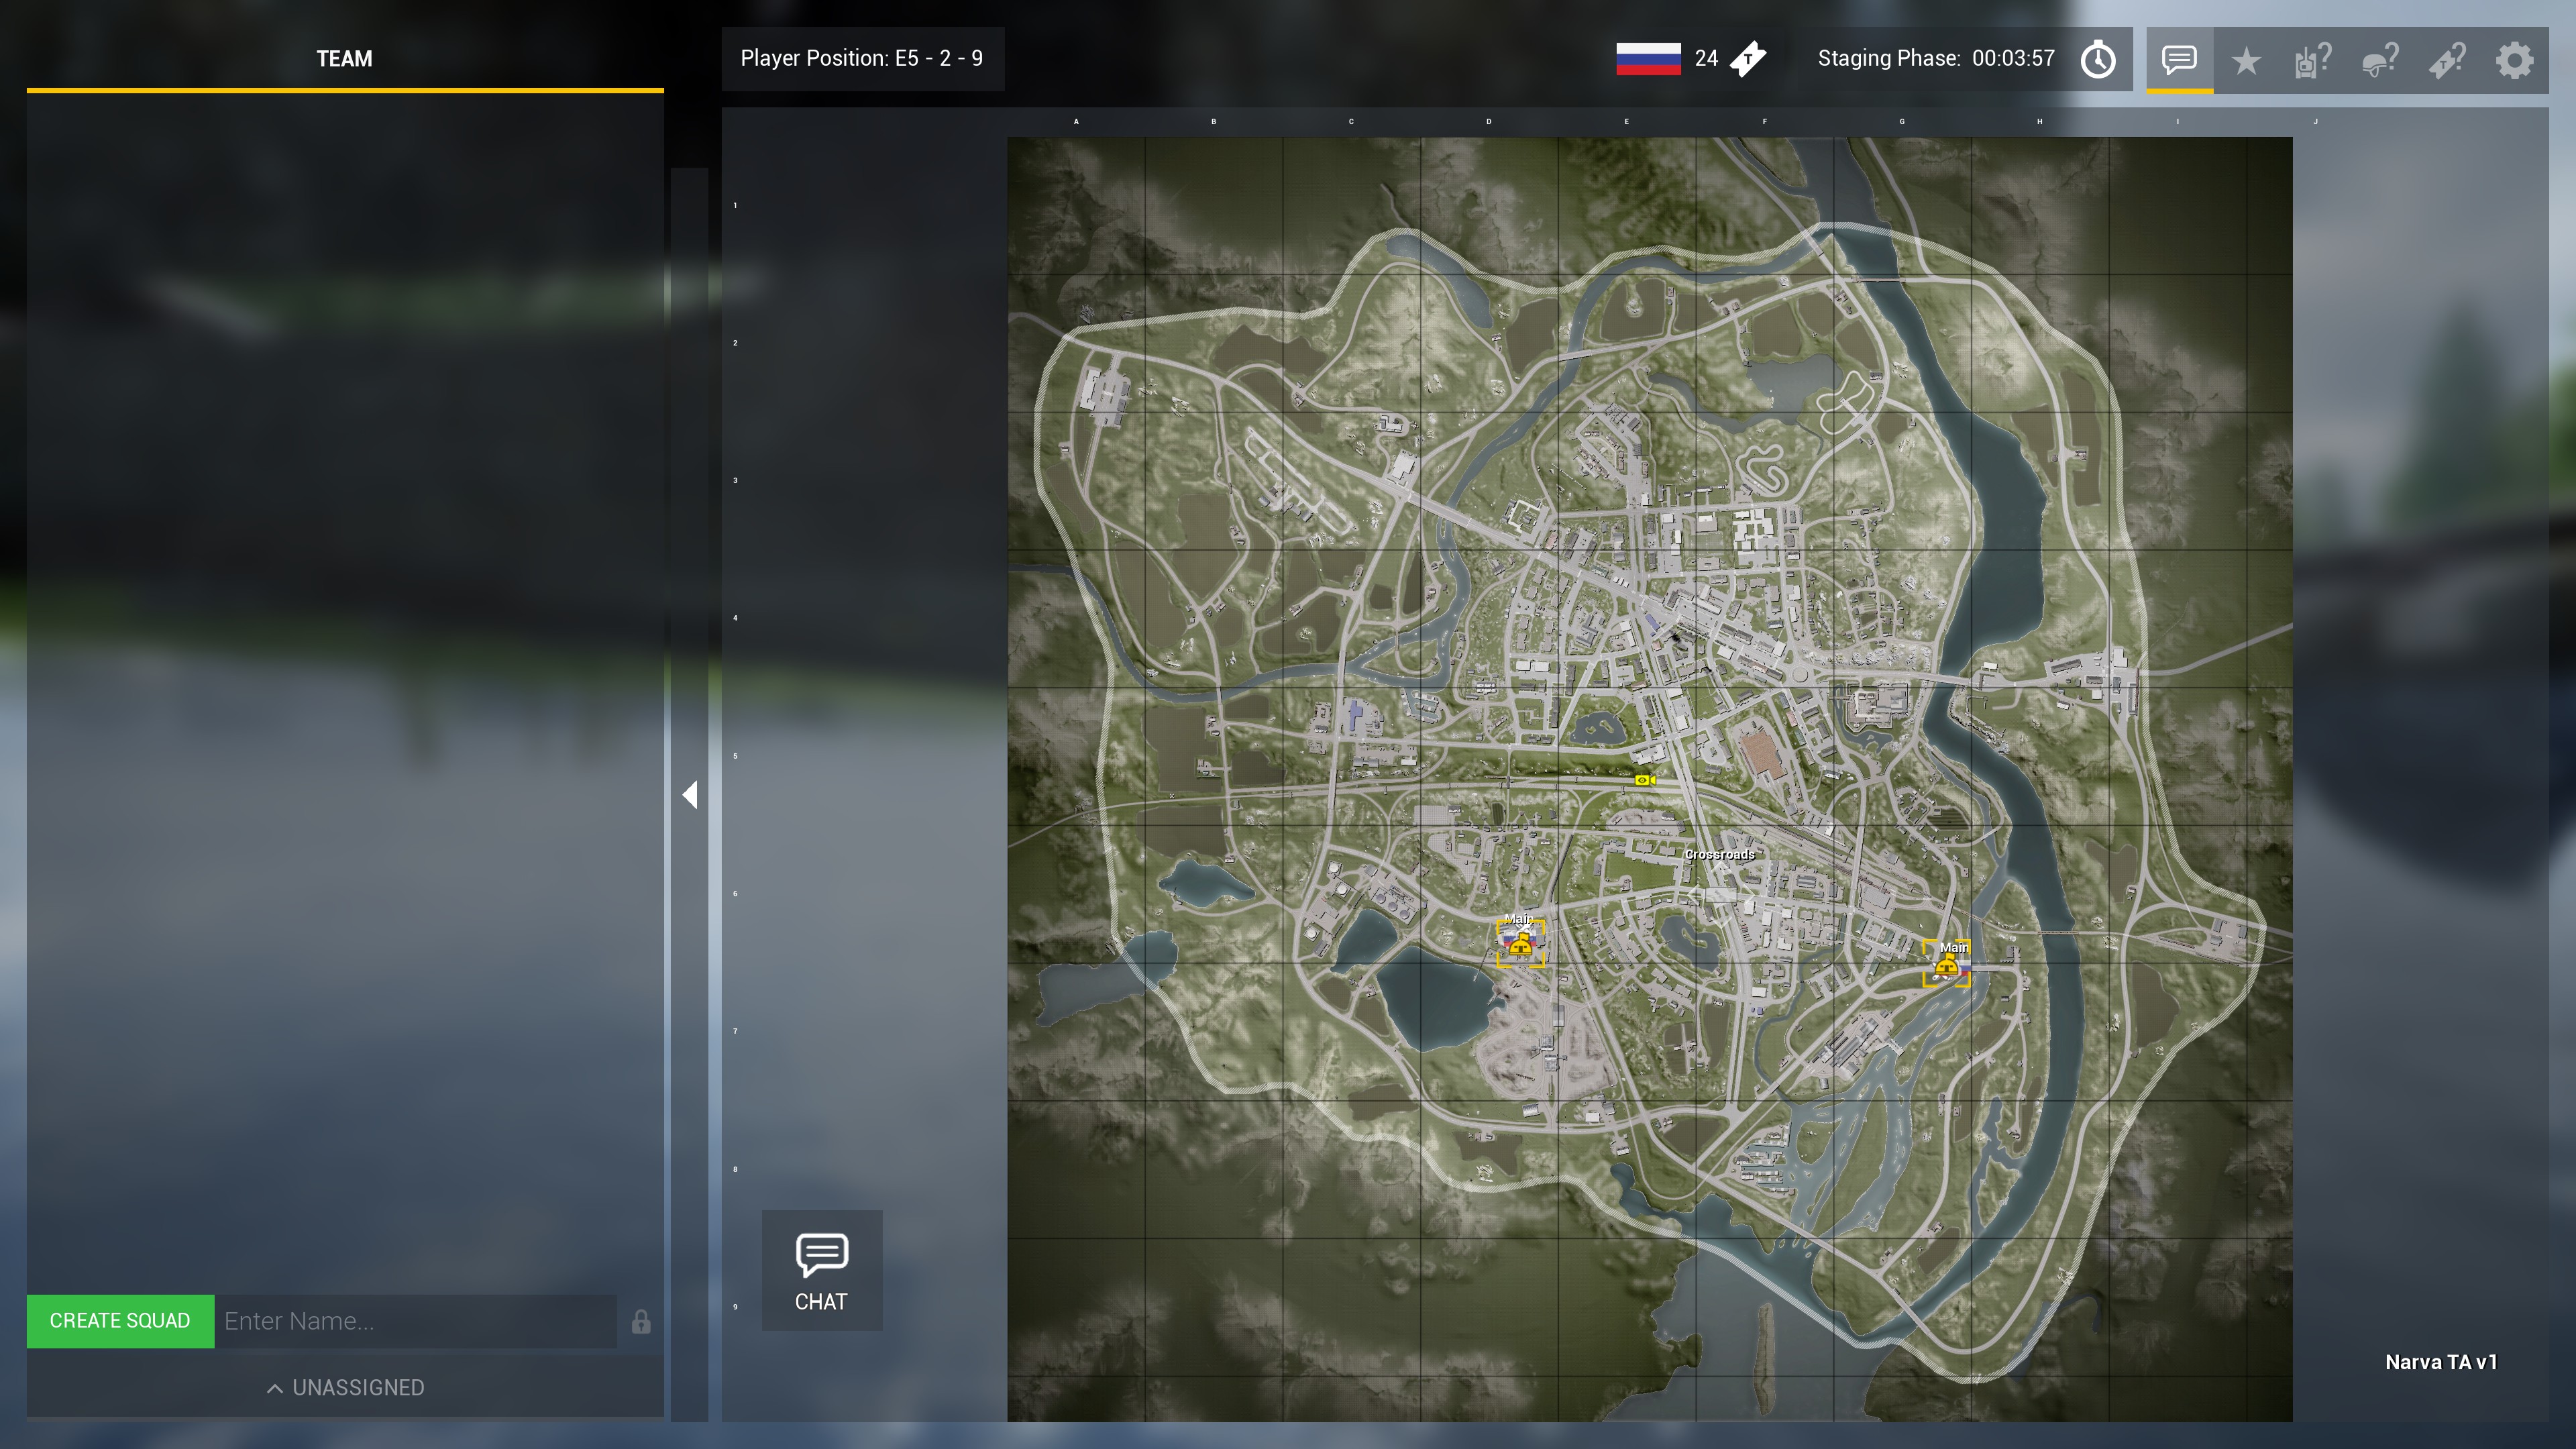 TEAM
Player Position: E5 - 2 - 9
24
T
Staging Phase: 00:03:57
?
?
T?
A B C D E F G H I J
1
2
3
4
5
6
7
8
9
Crossroads
Main
Main
CHAT
CREATE SQUAD
Enter Name...
UNASSIGNED
Narva TA v1